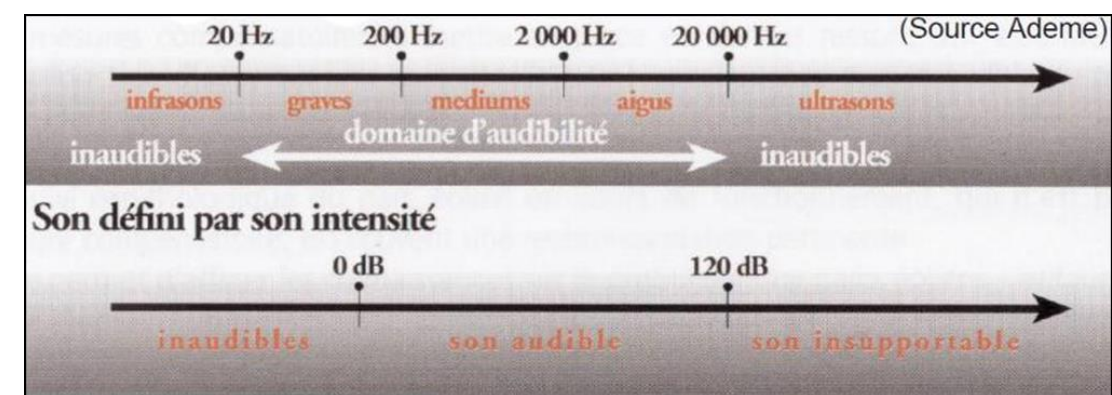 (Source Ademe)
20 Hz 200 Hz 2 000 Hz 20 000 Hz
infrasons graves mediums aigus ultrasons
domaine d'audibilité
inaudibles inaudibles
Son défini par son intensité
0 dB 120 dB
inaudibles son audible son insupportable